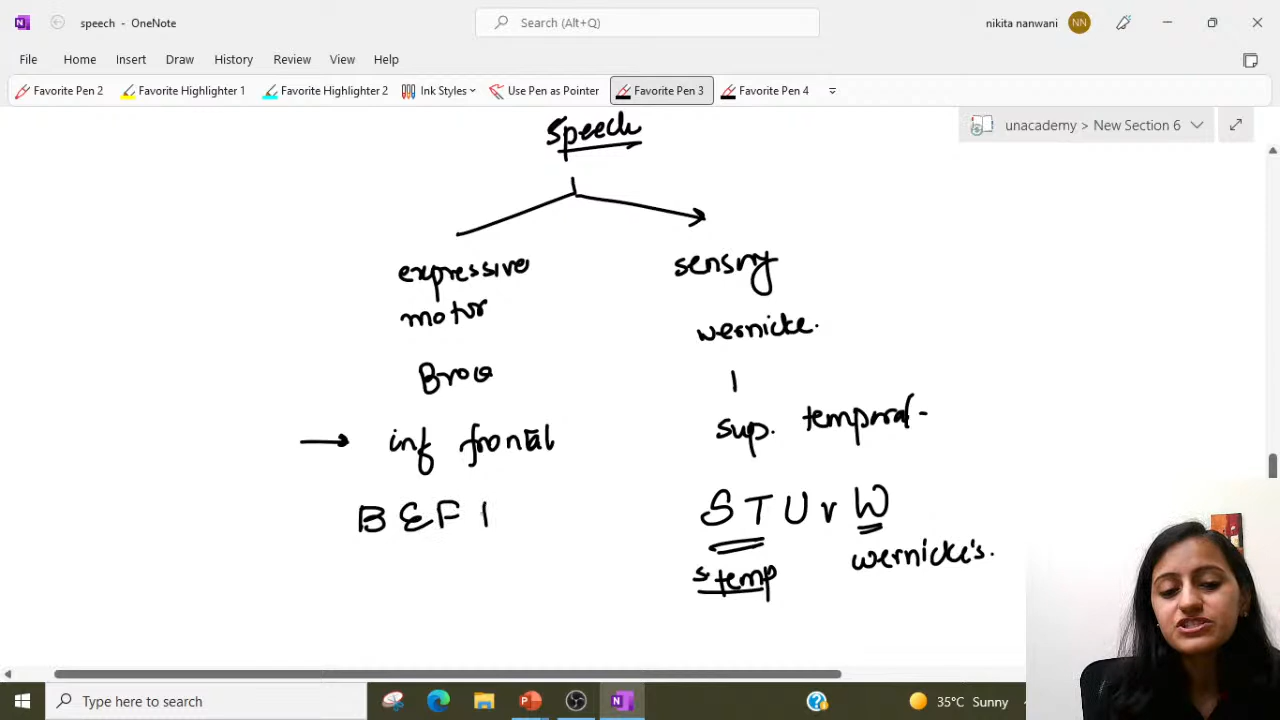 speech - OneNote
Search (Alt+Q)
nikita nanwani NN
File Home Insert Draw History Review View Help
Favorite Pen 2 Favorite Highlighter 1 Favorite Highlighter 2 Ink Styles Use Pen as Pointer Favorite Pen 3 Favorite Pen 4
unacademy > New Section 6
speech
expressive sensory
motor
wernicke.
Broca
sup. temporal-
inf frontal
B E F I
S T U V W
wernicke's.
s temp
Type here to search
35°C Sunny